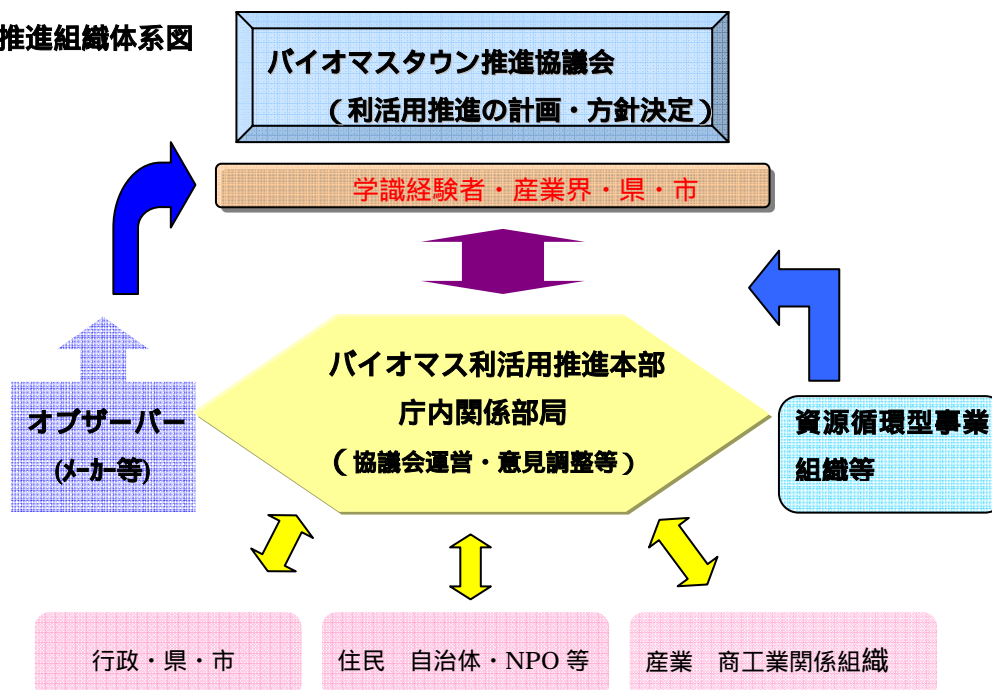 推進組織体系図
バイオマスタウン推進協議会
(利活用推進の計画・方針決定)
学識経験者・産業界・県・市
バイオマス利活用推進本部
庁内関係部局
(協議会運営・意見調整等)
オブザーバー
(ﾒｰｶｰ等)
資源循環型事業
組織等
行政・県・市
住民　自治体・NPO 等
産業　商工業関係組織